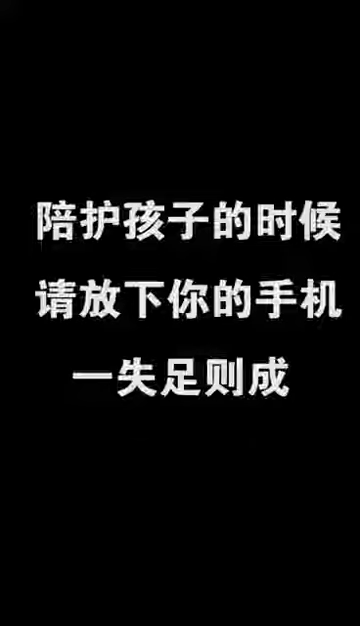 陪护孩子的时候
请放下你的手机
一失足则成